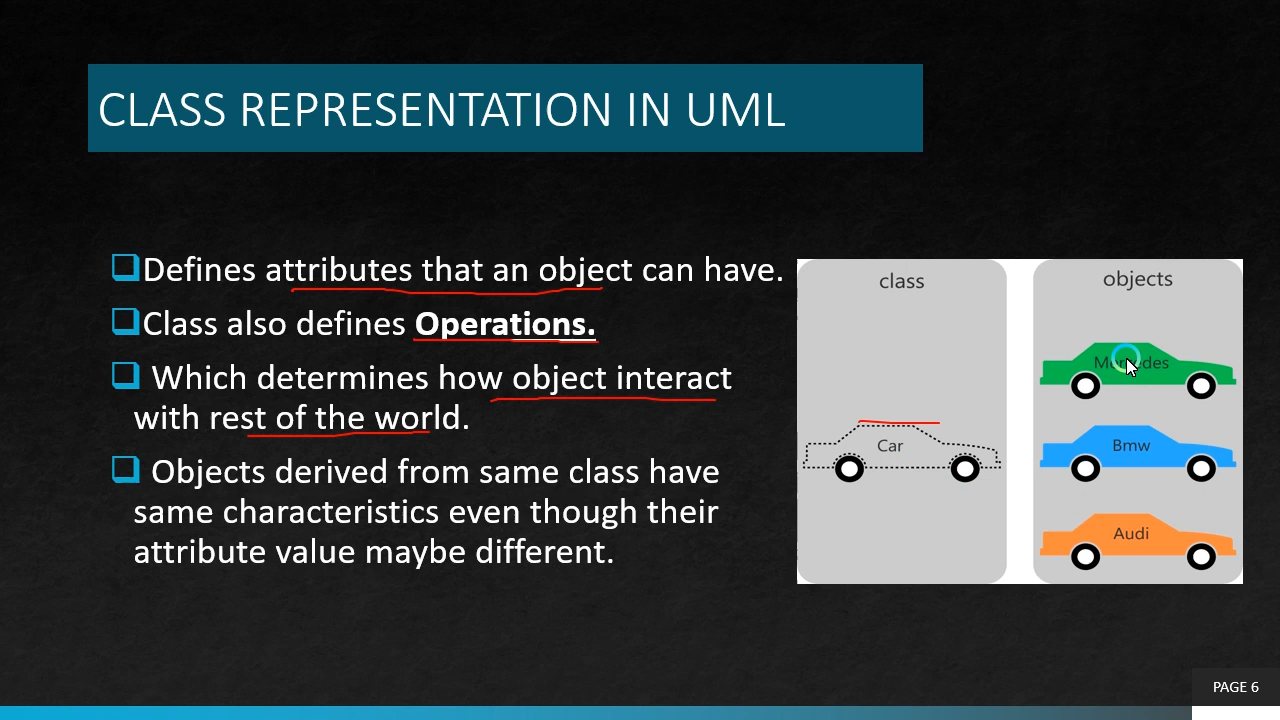 CLASS REPRESENTATION IN UML
Defines attributes that an object can have.
Class also defines Operations.
Which determines how object interact
with rest of the world.
Objects derived from same class have
same characteristics even though their
attribute value maybe different.
class
Car
objects
Mercedes
Bmw
Audi
PAGE 6